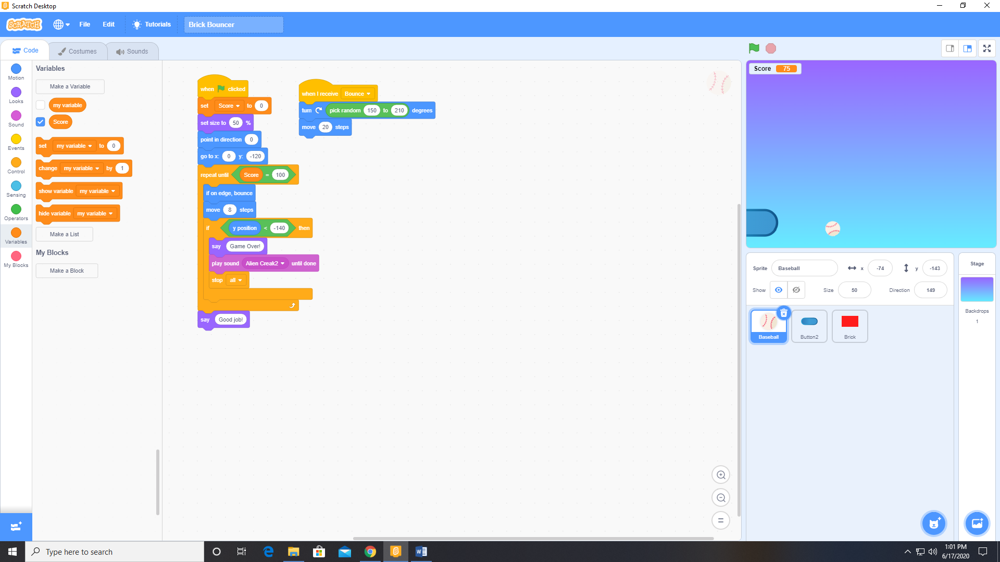 Scratch Desktop
SCRATCH File Edit Tutorials Brick Bouncer
Code Costumes Sounds
Motion
Looks
Sound
Events
Control
Sensing
Operators
Variables
My Blocks
Variables
Make a Variable
my variable
Score
set my variable to 0
change my variable by 1
show variable my variable
hide variable my variable
Make a List
My Blocks
Make a Block
when clicked
set Score to 0
set size to 50 %
point in direction 0
go to x: 0 y: -120
repeat until Score = 100
if on edge, bounce
move 8 steps
if y position < -140 then
say Game Over!
play sound Alien Creak2 until done
stop all
say Good job!
when I receive Bounce
turn pick random 150 to 210 degrees
move 20 steps
Score 75
Sprite Baseball x -74 y -143
Show Size 50 Direction 149
Baseball Button2 Brick
Stage
Backdrops
1
Type here to search
1:01 PM
6/17/2020